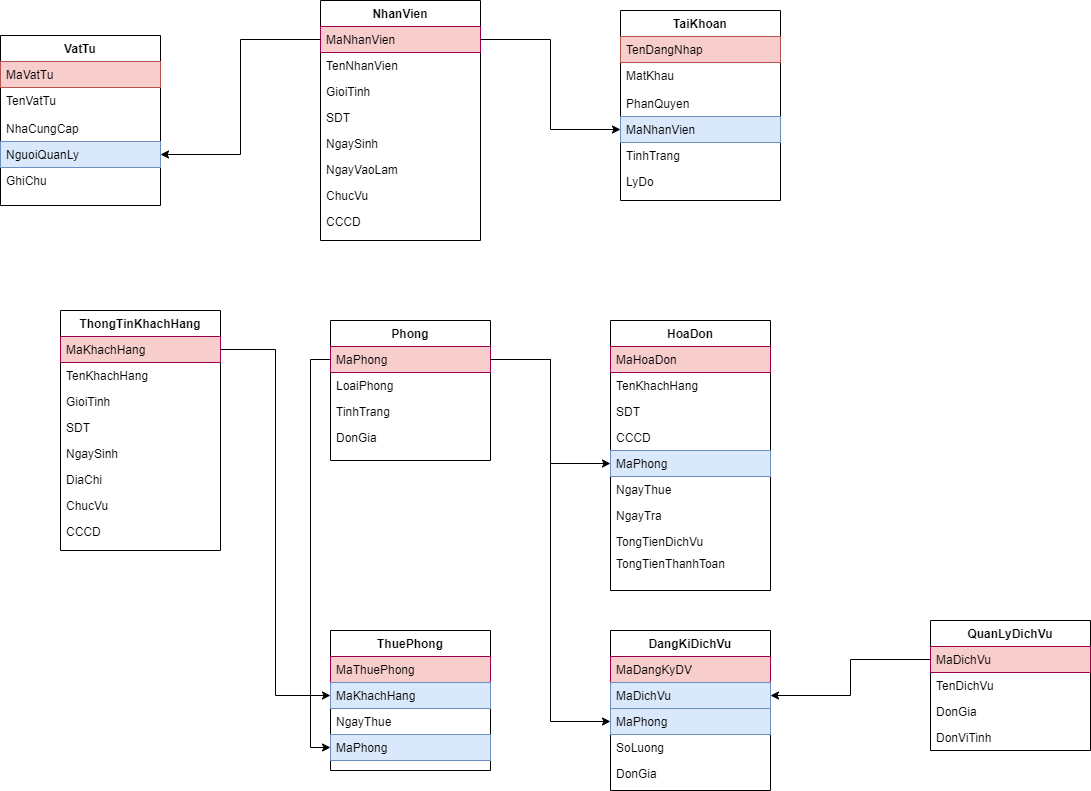 VatTu
MaVatTu
TenVatTu
NhaCungCap
NguoiQuanLy
GhiChu
NhanVien
MaNhanVien
TenNhanVien
GioiTinh
SDT
NgaySinh
NgayVaoLam
ChucVu
CCCD
TaiKhoan
TenDangNhap
MatKhau
PhanQuyen
MaNhanVien
TinhTrang
LyDo
ThongTinKhachHang
MaKhachHang
TenKhachHang
GioiTinh
SDT
NgaySinh
DiaChi
ChucVu
CCCD
Phong
MaPhong
LoaiPhong
TinhTrang
DonGia
HoaDon
MaHoaDon
TenKhachHang
SDT
CCCD
MaPhong
NgayThue
NgayTra
TongTienDichVu
TongTienThanhToan
ThuePhong
MaThuePhong
MaKhachHang
NgayThue
MaPhong
DangKiDichVu
MaDangKyDV
MaDichVu
MaPhong
SoLuong
DonGia
QuanLyDichVu
MaDichVu
TenDichVu
DonGia
DonViTinh